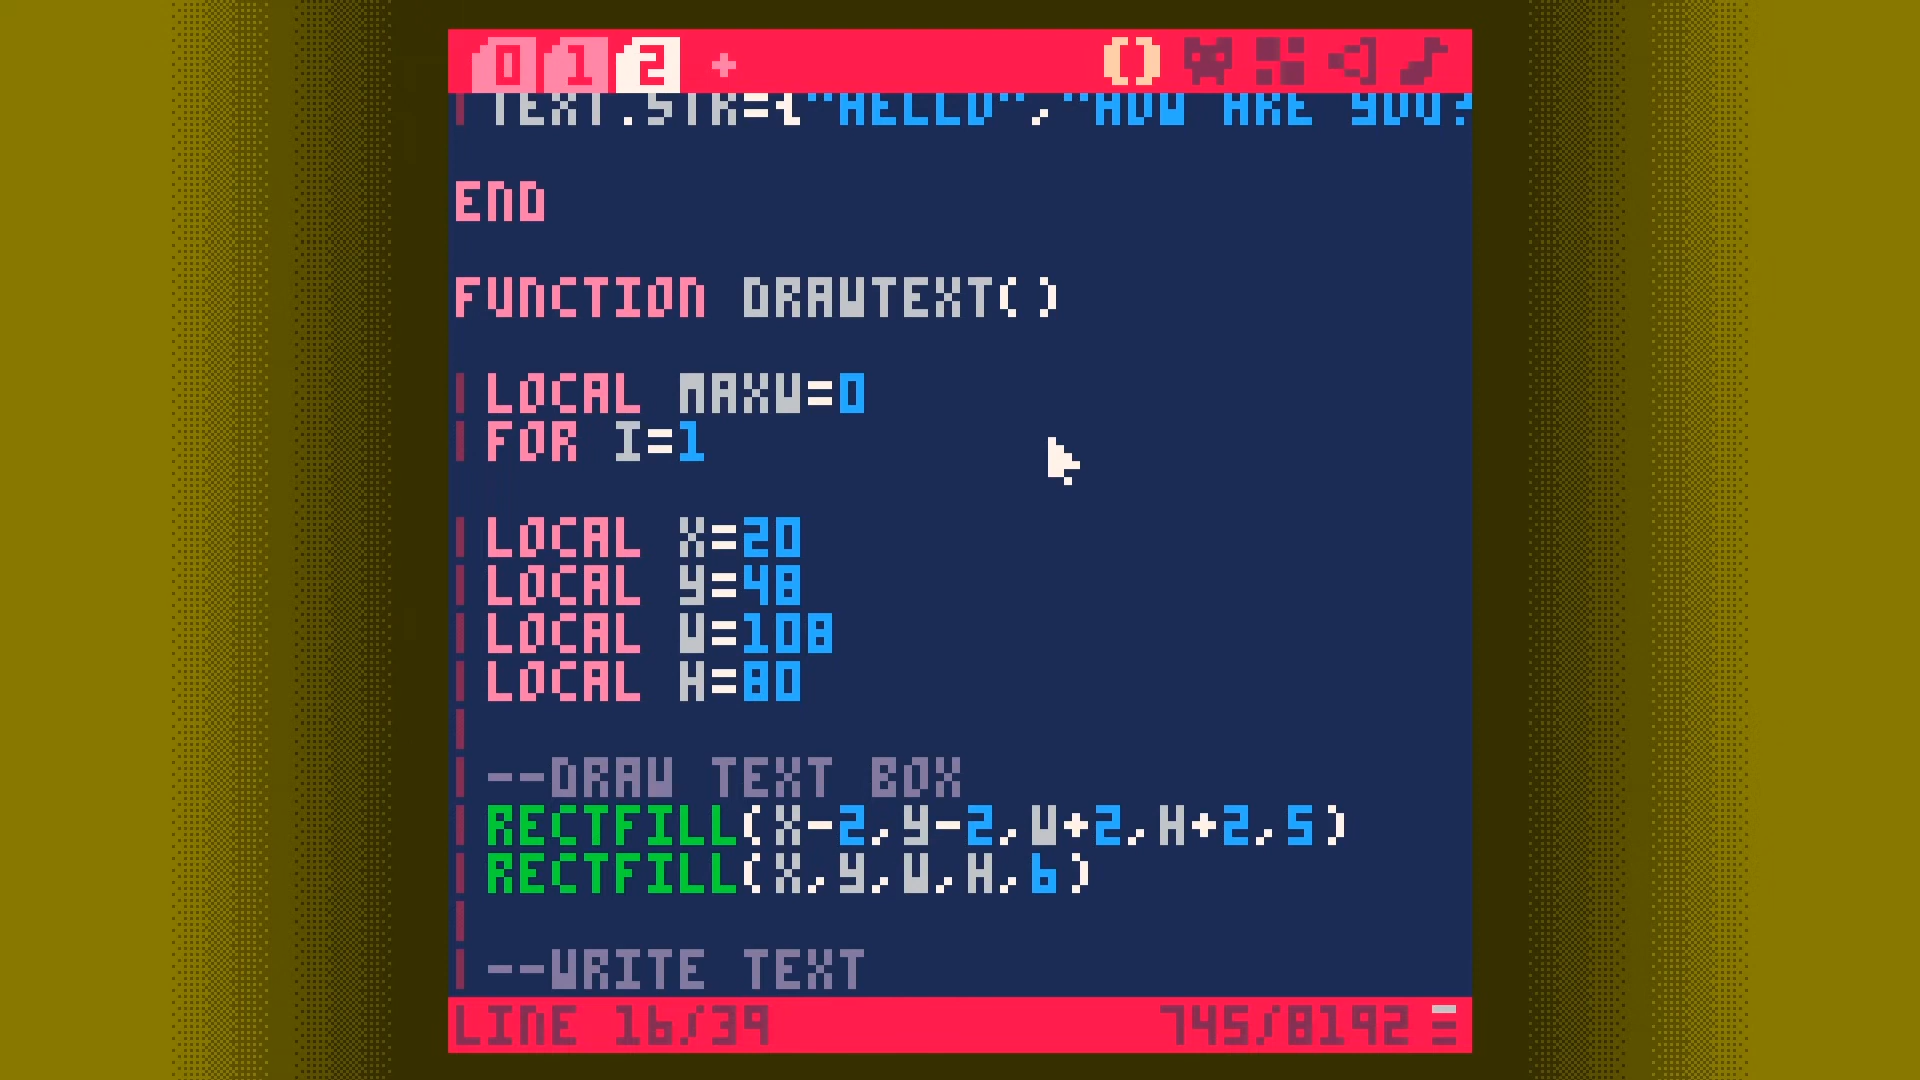 0 1 2 +
TEXT.STR={"HELLO","HOW ARE YOU?
END
FUNCTION DRAWTEXT()
LOCAL MAXW=0
FOR I=1
LOCAL X=20
LOCAL Y=48
LOCAL W=108
LOCAL H=80
--DRAW TEXT BOX
RECTFILL(X-2,Y-2,W+2,H+2,5)
RECTFILL(X,Y,W,H,6)
--WRITE TEXT
LINE 16/39 745/8192